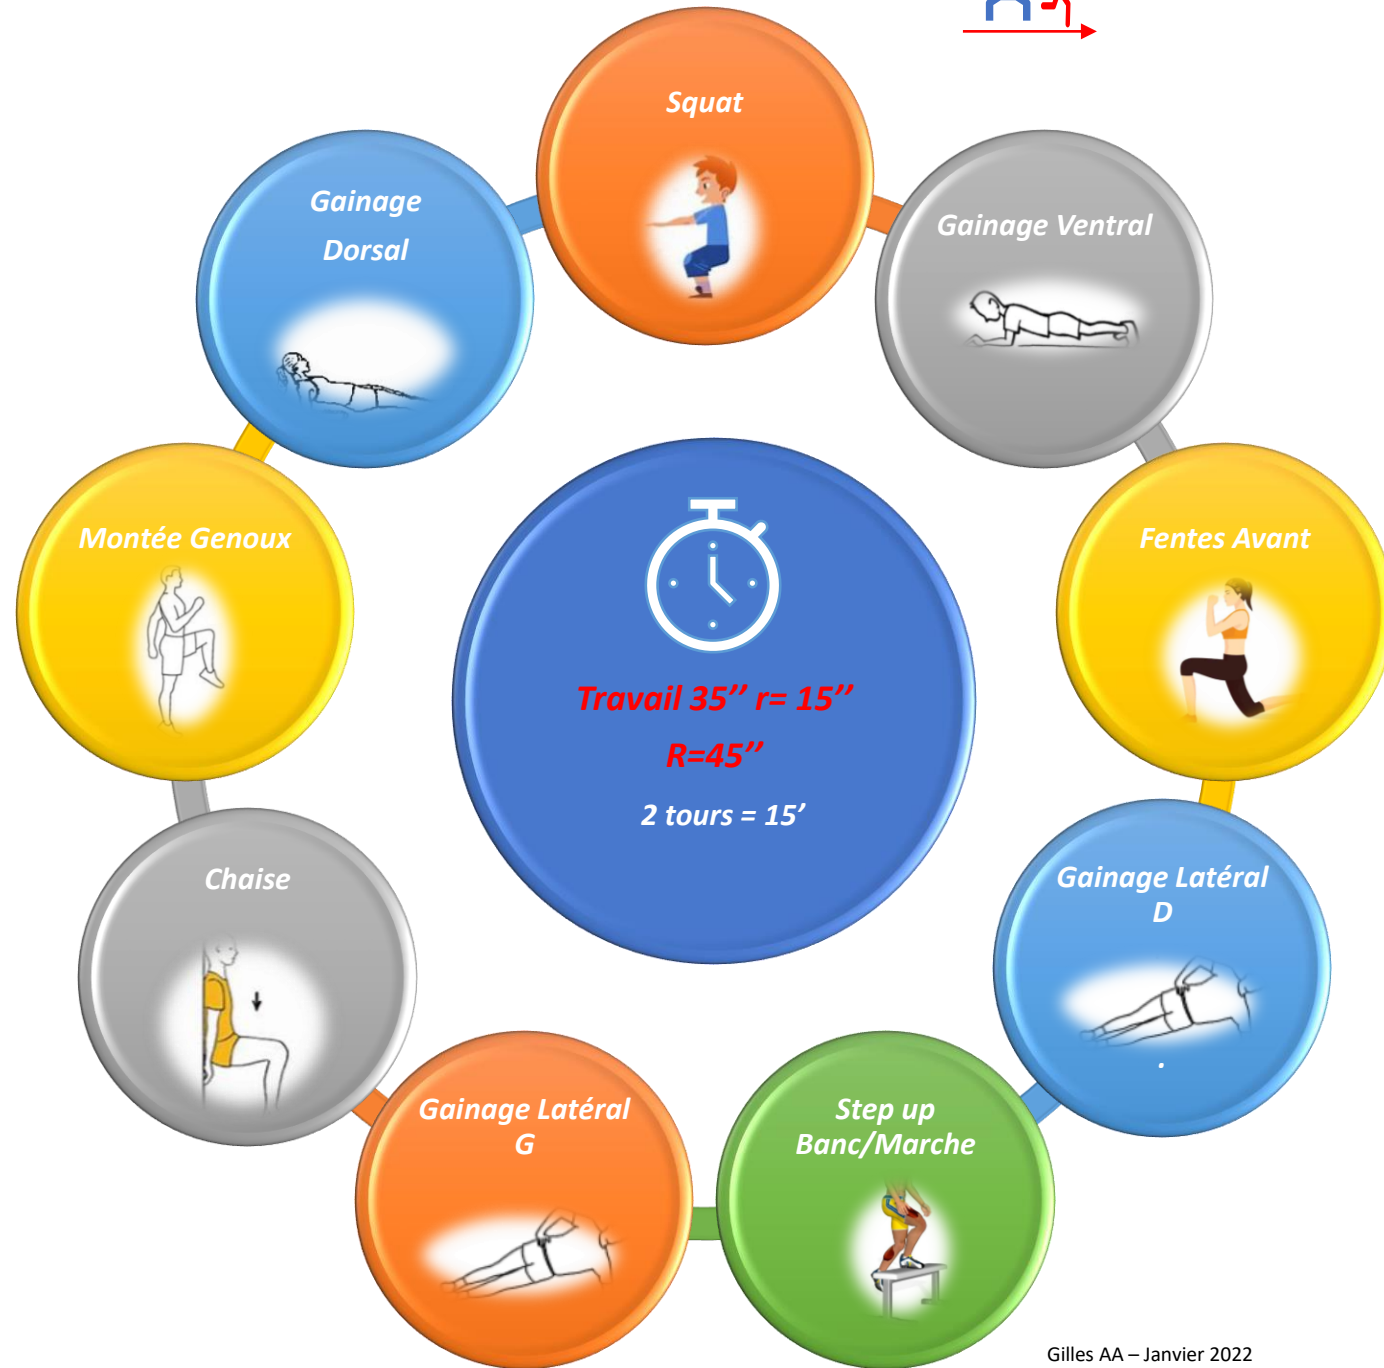 Squat
Gainage Ventral
Fentes Avant
Gainage Latéral
D
.
Step up
Banc/Marche
Gainage Latéral
G
Chaise
Montée Genoux
Gainage
Dorsal
Travail 35’’ r= 15’’
R=45’’
2 tours = 15’
Gilles AA – Janvier 2022